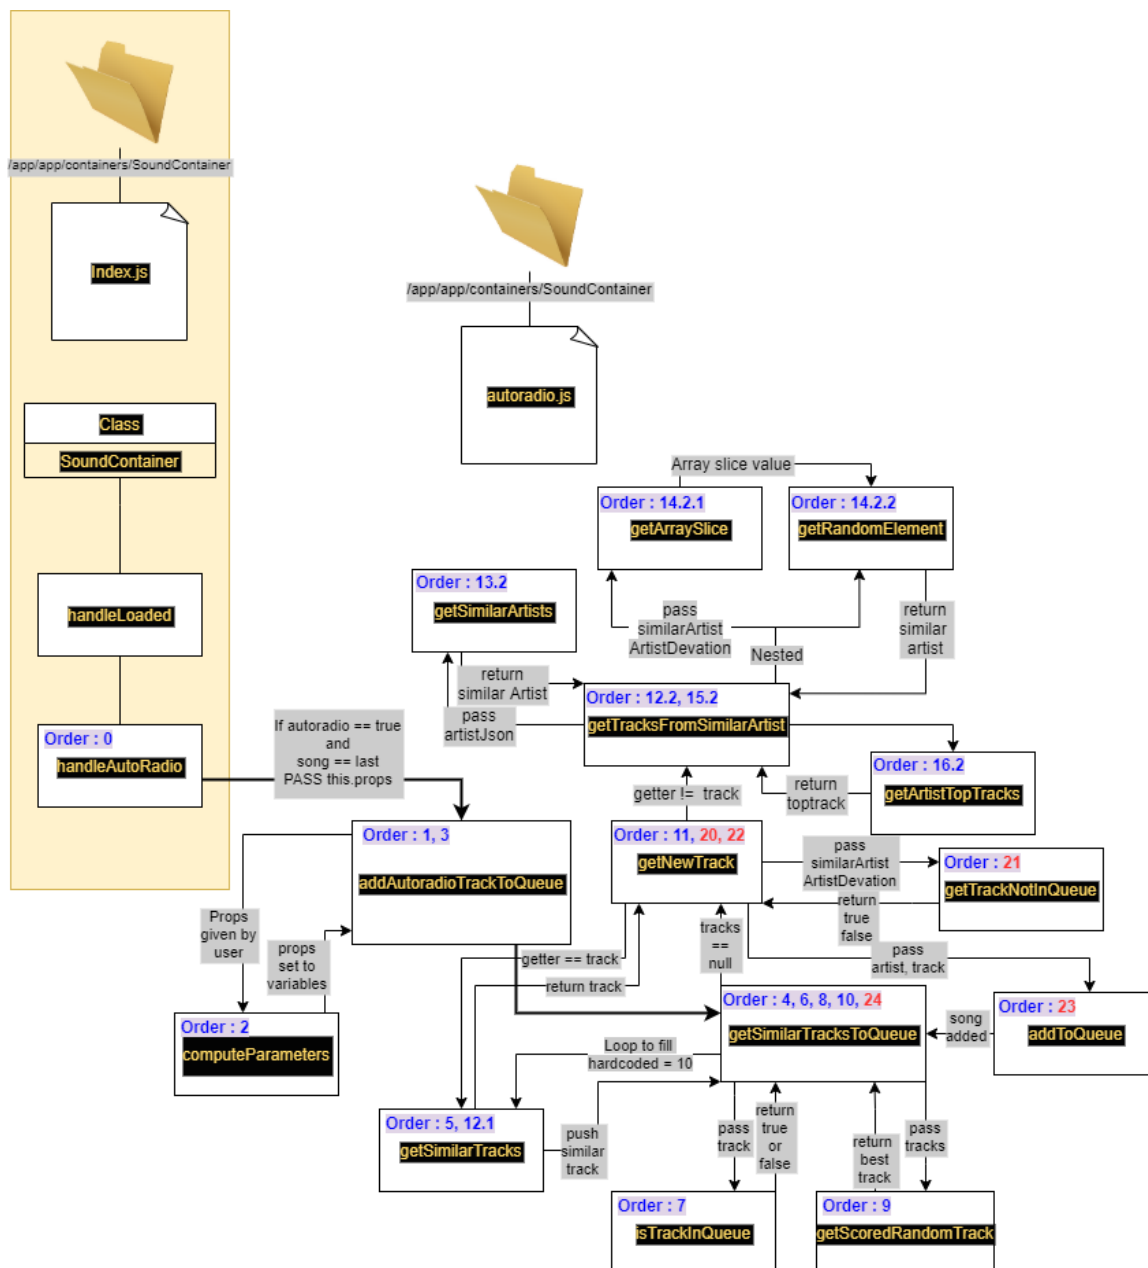 /app/app/containers/SoundContainer
Index.js
Class
SoundContainer
handleLoaded
Order : 0
handleAutoRadio
If autoradio == true
and
song == last
PASS this.props
/app/app/containers/SoundContainer
autoradio.js
Array slice value
Order : 14.2.1
getArraySlice
Order : 14.2.2
getRandomElement
Order : 13.2
getSimilarArtists
pass
similarArtist
ArtistDevation
Nested
return
similar
artist
return
similar Artist
pass
artistJson
Order : 12.2, 15.2
getTracksFromSimilarArtist
return
toptrack
Order : 16.2
getArtistTopTracks
getter != track
Order : 11, 20, 22
getNewTrack
pass
similarArtist
ArtistDevation
Order : 21
getTrackNotInQueue
return
true
false
Order : 1, 3
addAutoradioTrackToQueue
Props
given by
user
props
set to
variables
Order : 2
computeParameters
getter == track
return track
tracks
==
null
pass
artist, track
Order : 4, 6, 8, 10, 24
getSimilarTracksToQueue
song
added
Order : 23
addToQueue
Loop to fill
hardcoded = 10
Order : 5, 12.1
getSimilarTracks
push
similar
track
pass
track
return
true
or
false
return
best
track
pass
tracks
Order : 7
isTrackInQueue
Order : 9
getScoredRandomTrack